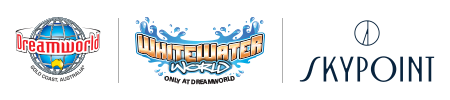 Dreamworld
GOLD COAST, AUSTRALIA
WHITEWATER
WORLD
ONLY AT DREAMWORLD
SKYPOINT